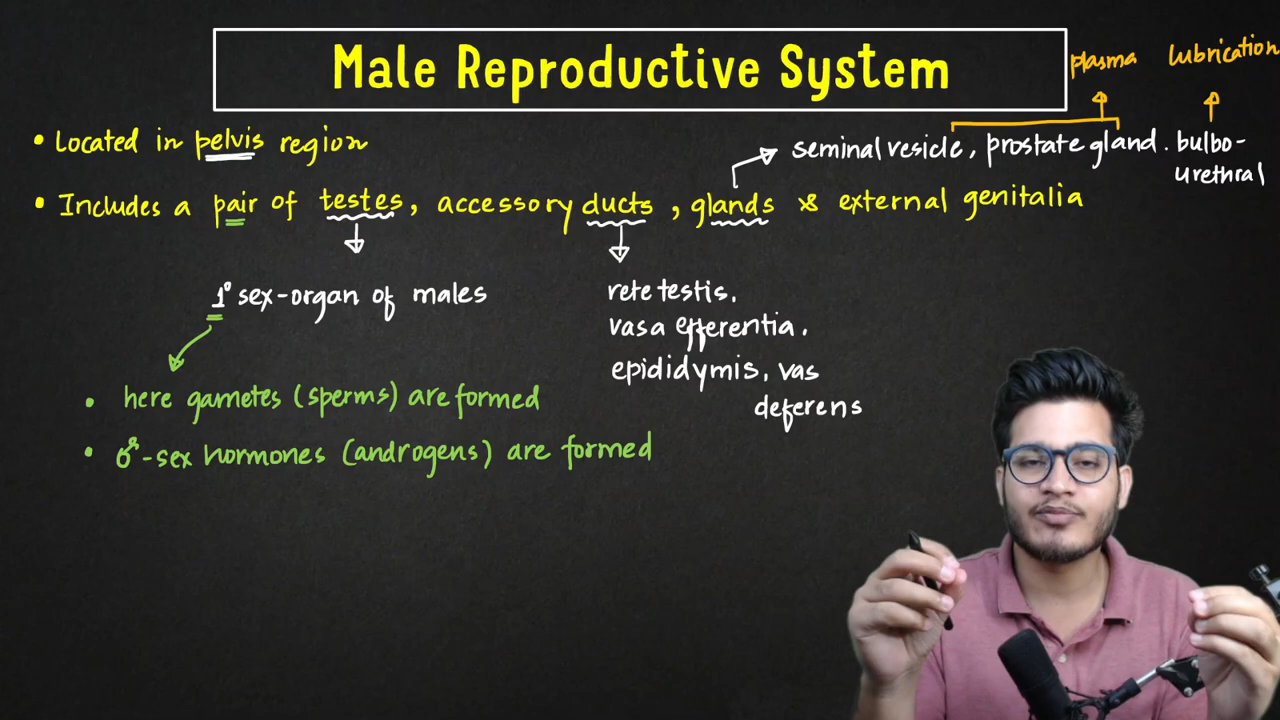 Male Reproductive System
plasma lubrication
• Located in pelvis region
seminal vesicle, prostate gland. bulbo-
urethral
• Includes a pair of testes, accessory ducts, glands & external genitalia
1° sex-organ of males
rete testis,
vasa efferentia,
epididymis, vas
deferens
• here gametes (sperms) are formed
• ♂-sex hormones (androgens) are formed